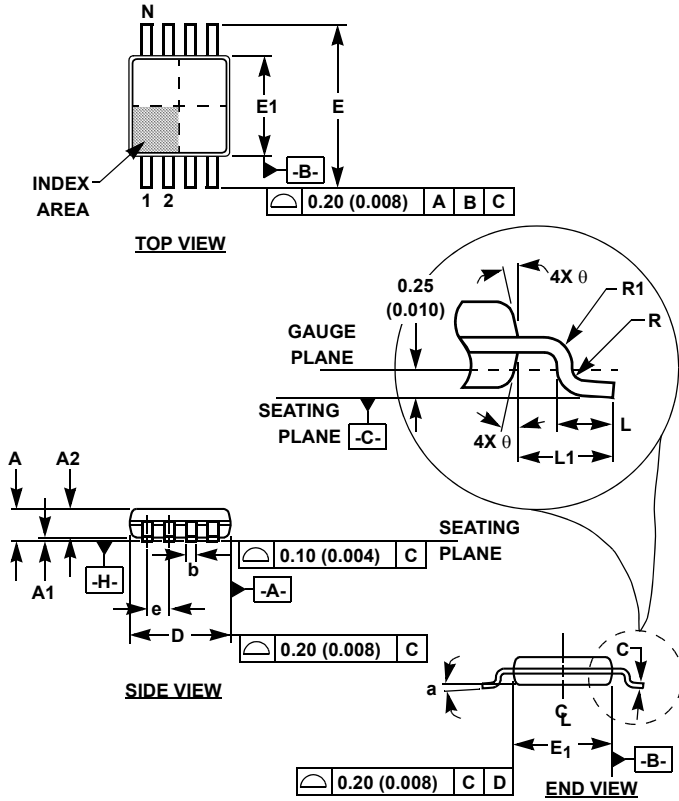 N
E1
E
-B-
INDEX
AREA
1 2
0.20 (0.008) A B C
TOP VIEW
0.25
(0.010)
4X θ
R1
R
GAUGE
PLANE
SEATING
PLANE
-C-
4X θ
L
L1
A A2
SEATING
PLANE
A1
-H-
b
0.10 (0.004) C
-A-
e
D
0.20 (0.008) C
SIDE VIEW
C
a
CL
E1
-B-
0.20 (0.008) C D
END VIEW